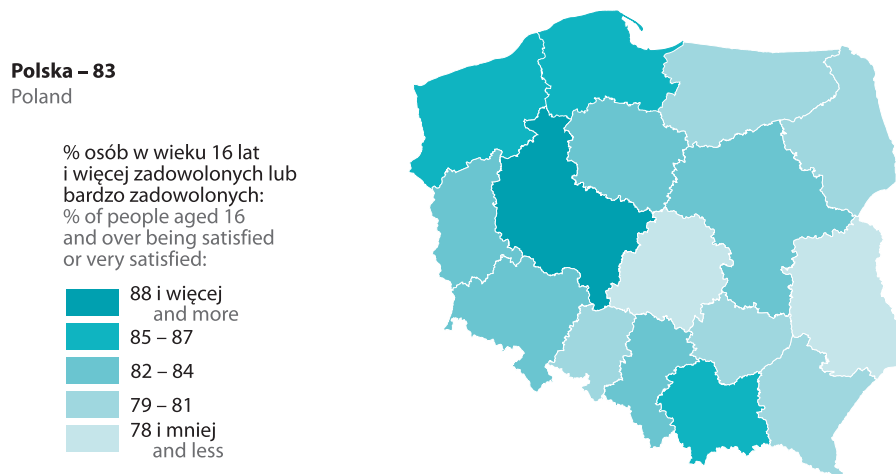 Polska – 83
Poland
% osób w wieku 16 lat
i więcej zadowolonych lub
bardzo zadowolonych:
% of people aged 16
and over being satisfied
or very satisfied:
88 i więcej
and more
85 – 87
82 – 84
79 – 81
78 i mniej
and less